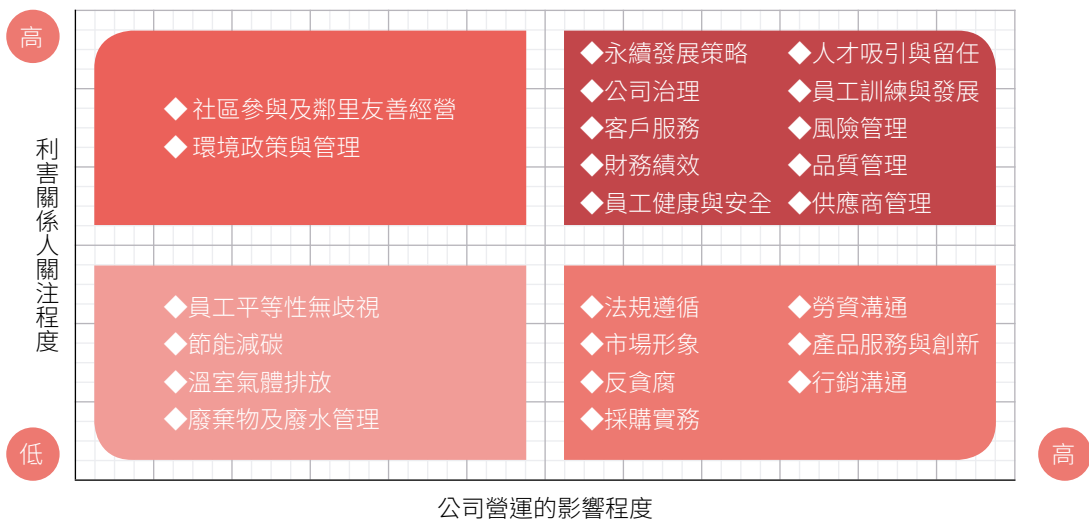 高
利害關係人關注程度
◆ 社區參與及鄰里友善經營
◆ 環境政策與管理
◆永續發展策略
◆公司治理
◆客戶服務
◆財務績效
◆員工健康與安全
◆人才吸引與留任
◆員工訓練與發展
◆風險管理
◆品質管理
◆供應商管理
◆員工平等性無歧視
◆節能減碳
◆溫室氣體排放
◆廢棄物及廢水管理
◆法規遵循
◆市場形象
◆反貪腐
◆採購實務
◆勞資溝通
◆產品服務與創新
◆行銷溝通
低
高
公司營運的影響程度